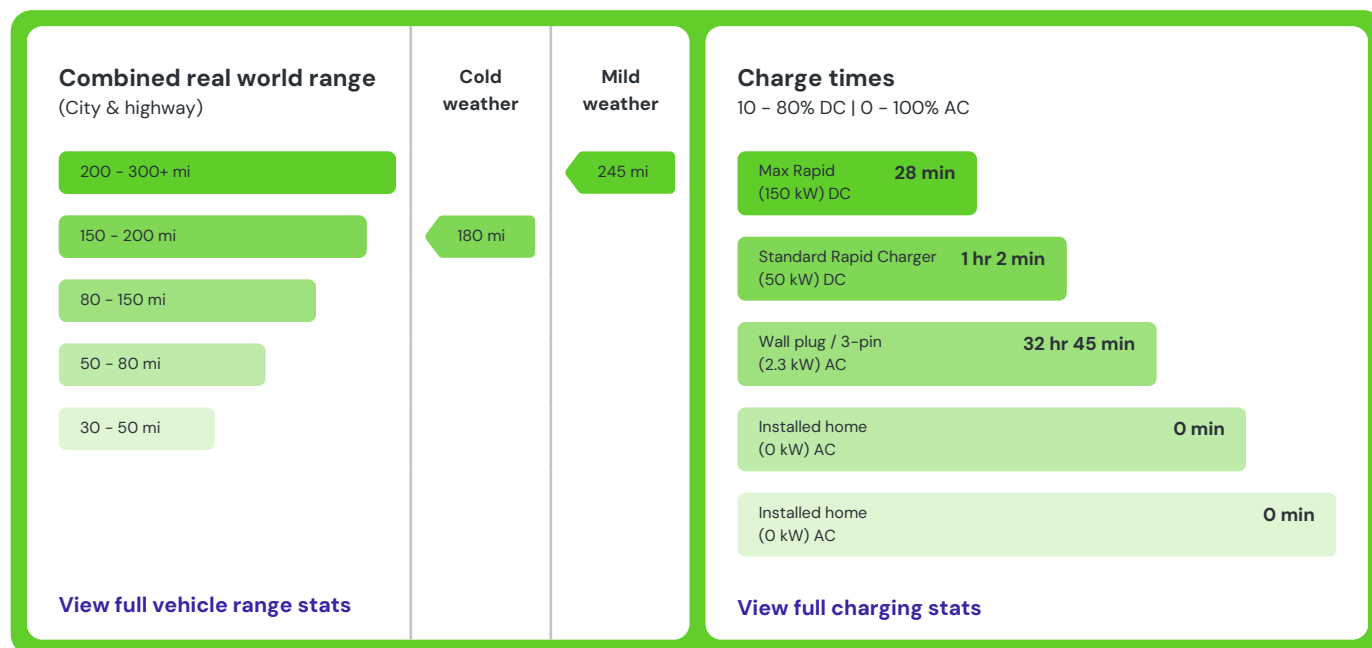 Combined real world range
(City & highway)
Cold
weather
Mild
weather
200 - 300+ mi
245 mi
150 - 200 mi
180 mi
80 - 150 mi
50 - 80 mi
30 - 50 mi
View full vehicle range stats
Charge times
10 - 80% DC | 0 - 100% AC
Max Rapid
(150 kW) DC
28 min
Standard Rapid Charger
(50 kW) DC
1 hr 2 min
Wall plug / 3-pin
(2.3 kW) AC
32 hr 45 min
Installed home
(0 kW) AC
0 min
Installed home
(0 kW) AC
0 min
View full charging stats